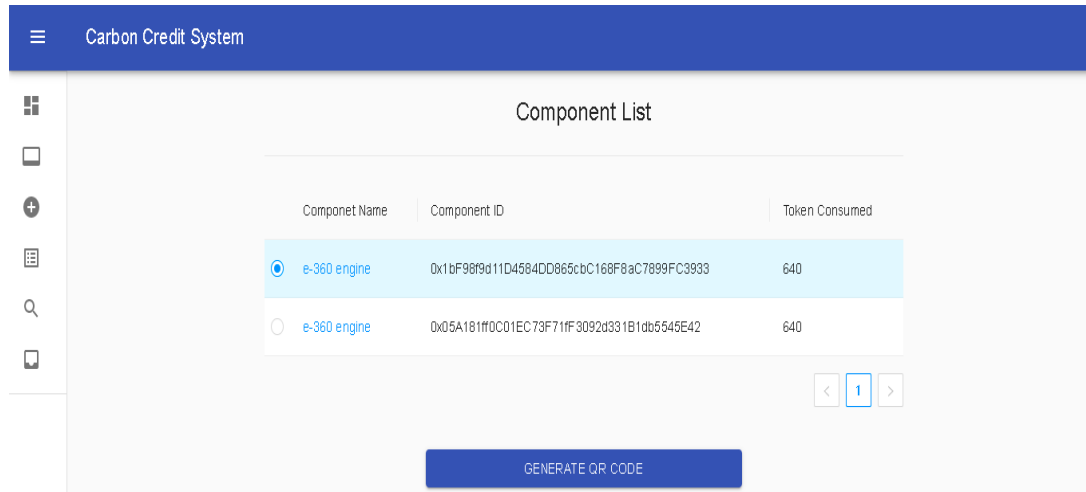 Carbon Credit System
Component List
Componet Name Component ID Token Consumed
e-360 engine 0x1bF98f9d11D4584DD865cbC168F8aC7899FC3933 640
e-360 engine 0x05A181ff0C01EC73F71fF3092d331B1db5545E42 640
< 1 >
GENERATE QR CODE